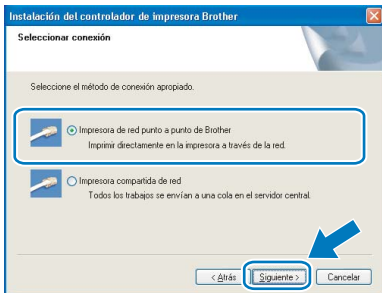 Instalación del controlador de impresora Brother
Seleccionar conexión
Seleccione el método de conexión apropiado.
Impresora de red punto a punto de Brother
Imprimir directamente en la impresora a través de la red.
Impresora compartida de red
Todos los trabajos se envían a una cola en el servidor central.
< Atrás Siguiente > Cancelar